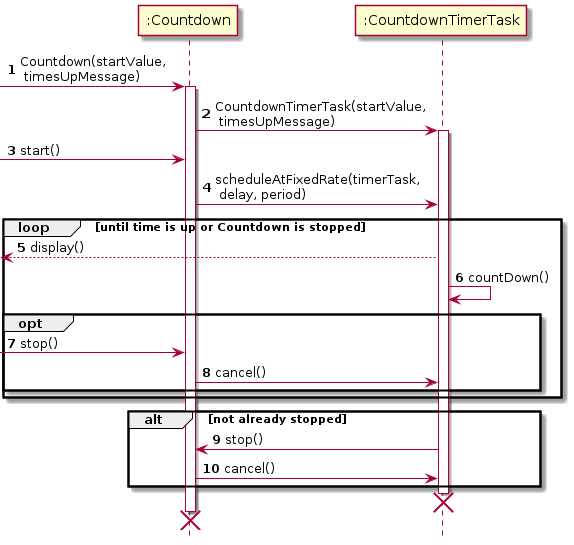 :Countdown
:CountdownTimerTask
1 Countdown(startValue,
timesUpMessage)
2 CountdownTimerTask(startValue,
timesUpMessage)
3 start()
4 scheduleAtFixedRate(timerTask,
delay, period)
loop [until time is up or Countdown is stopped]
5 display()
6 countDown()
opt
7 stop()
8 cancel()
alt [not already stopped]
9 stop()
10 cancel()